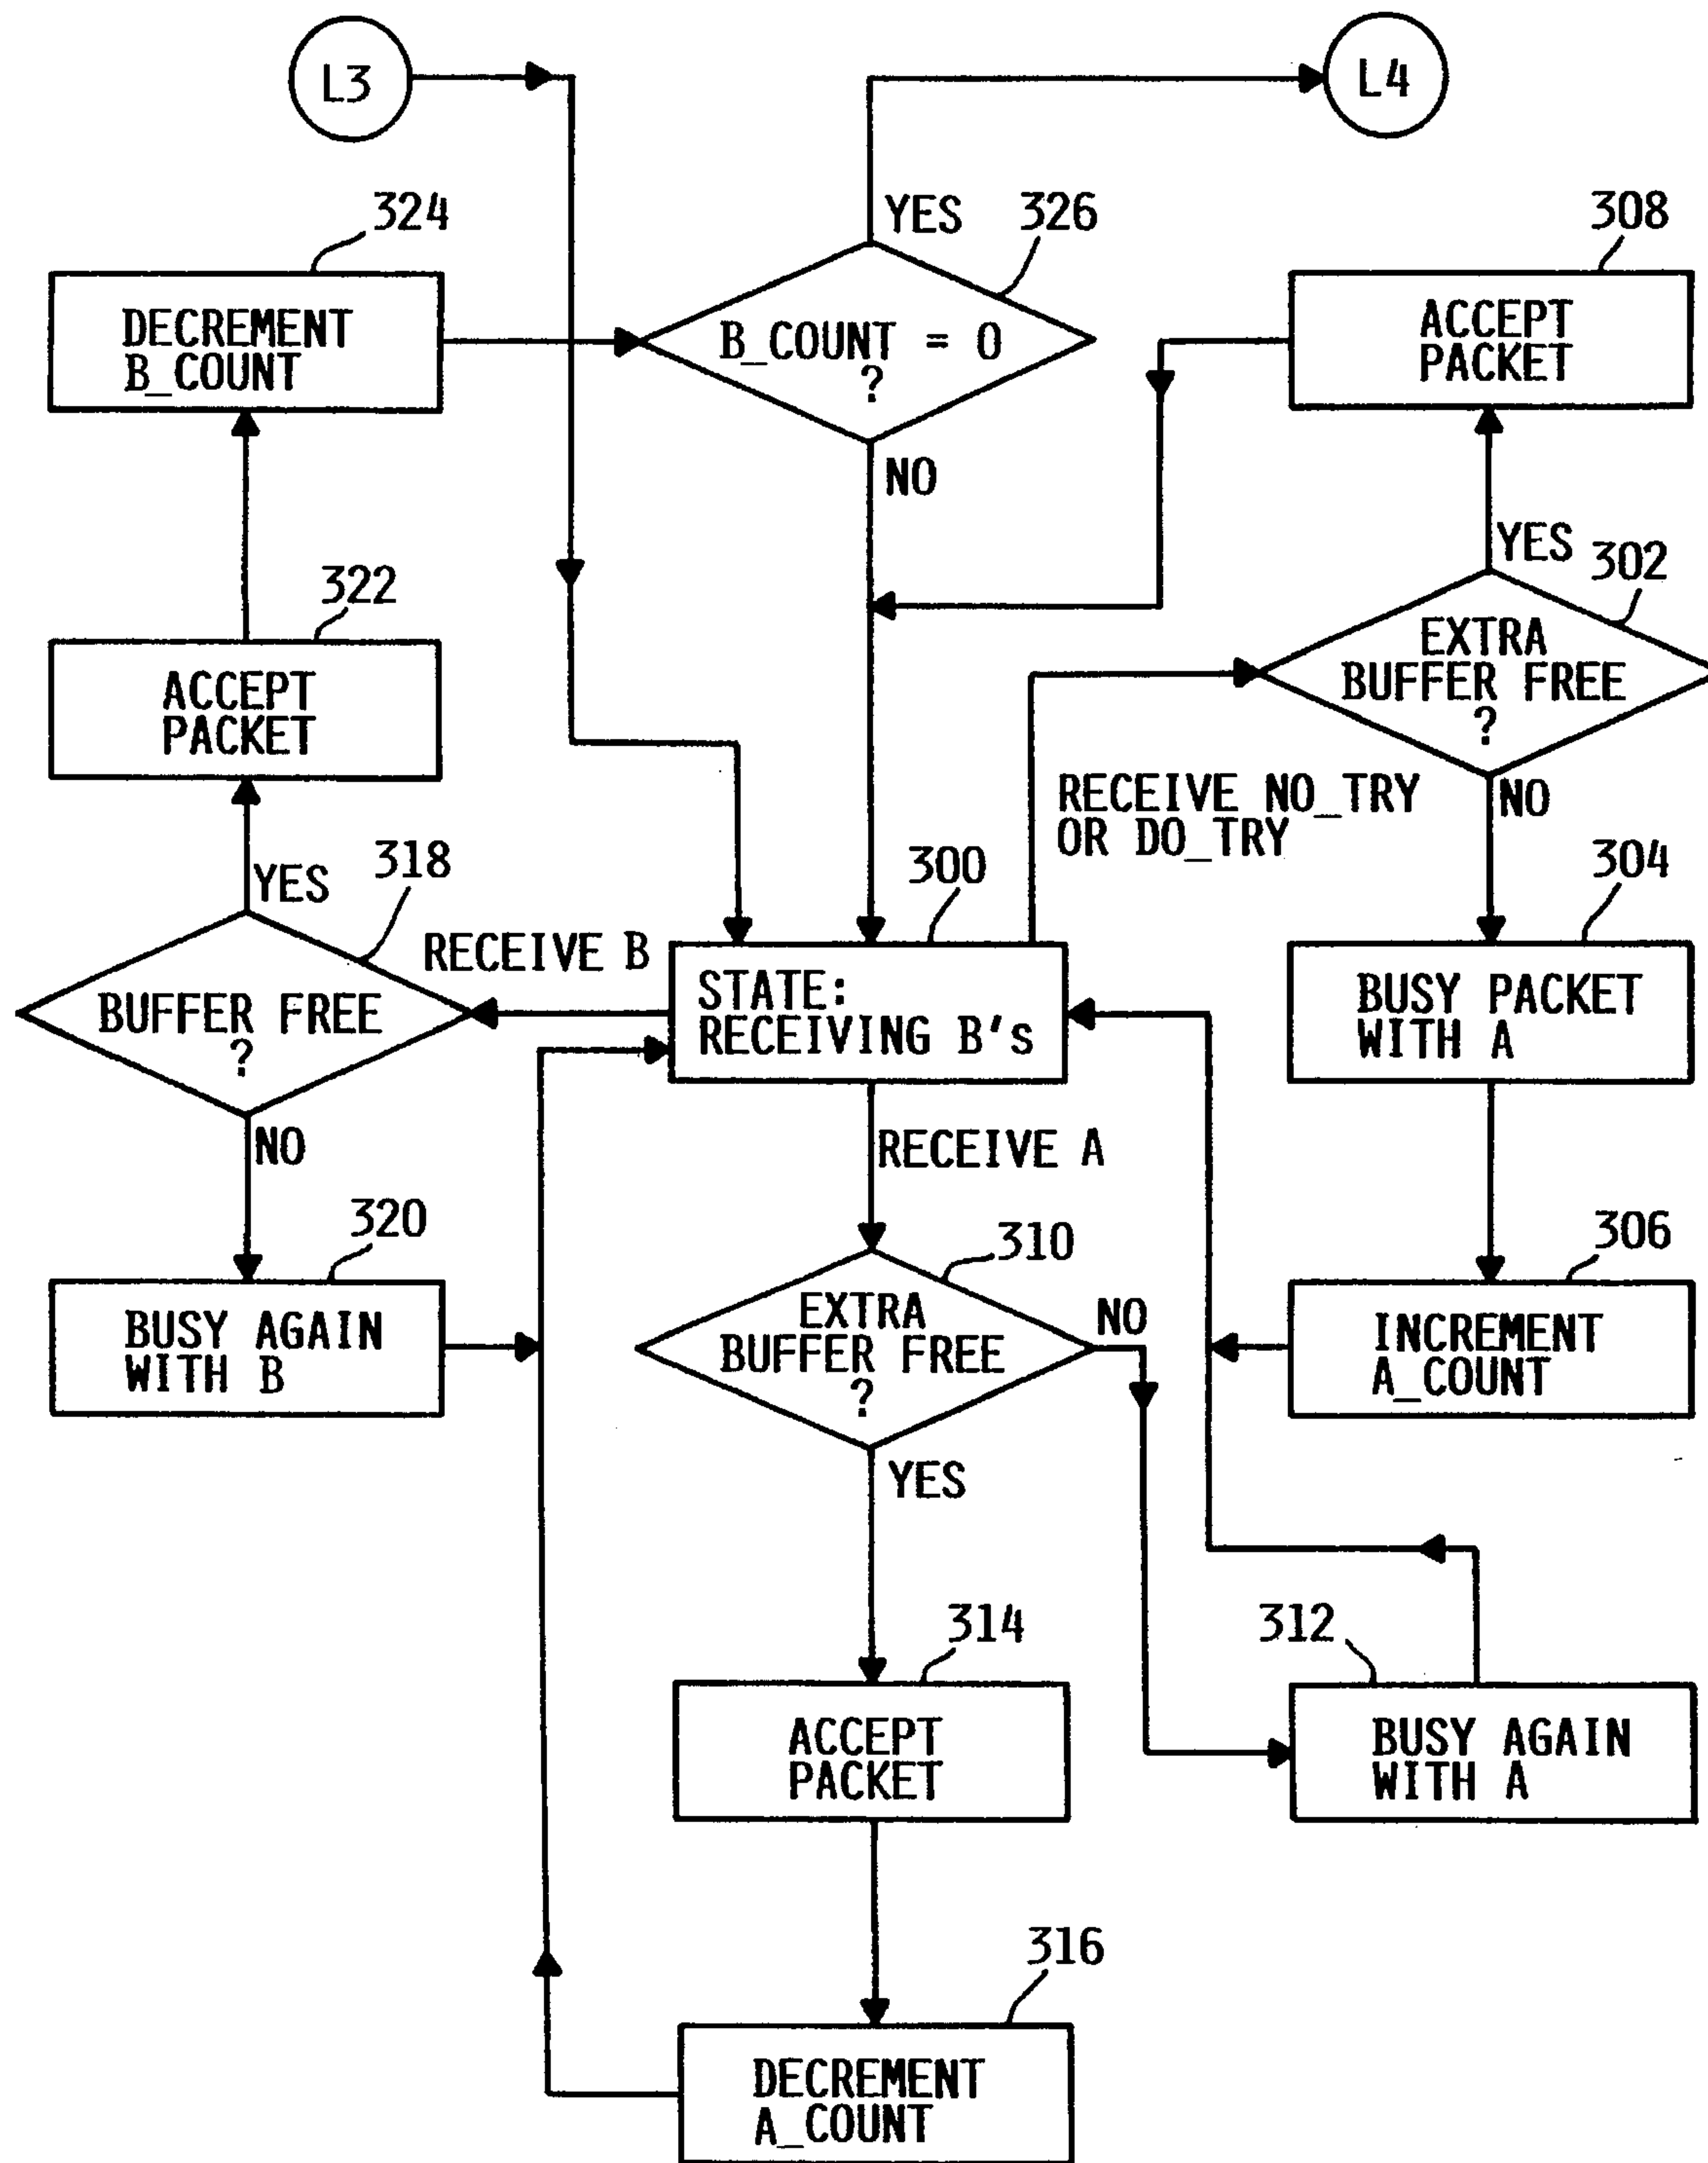 L3
L4
324
YES
326
308
DECREMENT
B_COUNT
B_COUNT = 0
?
ACCEPT
PACKET
NO
YES
302
322
EXTRA
BUFFER FREE
?
ACCEPT
PACKET
RECEIVE NO_TRY
OR DO_TRY
NO
318
YES
300
304
RECEIVE B
BUFFER FREE
?
STATE:
RECEIVING B's
BUSY PACKET
WITH A
NO
RECEIVE A
320
310
306
BUSY AGAIN
WITH B
EXTRA
BUFFER FREE
?
NO
INCREMENT
A_COUNT
YES
314
312
ACCEPT
PACKET
BUSY AGAIN
WITH A
316
DECREMENT
A_COUNT